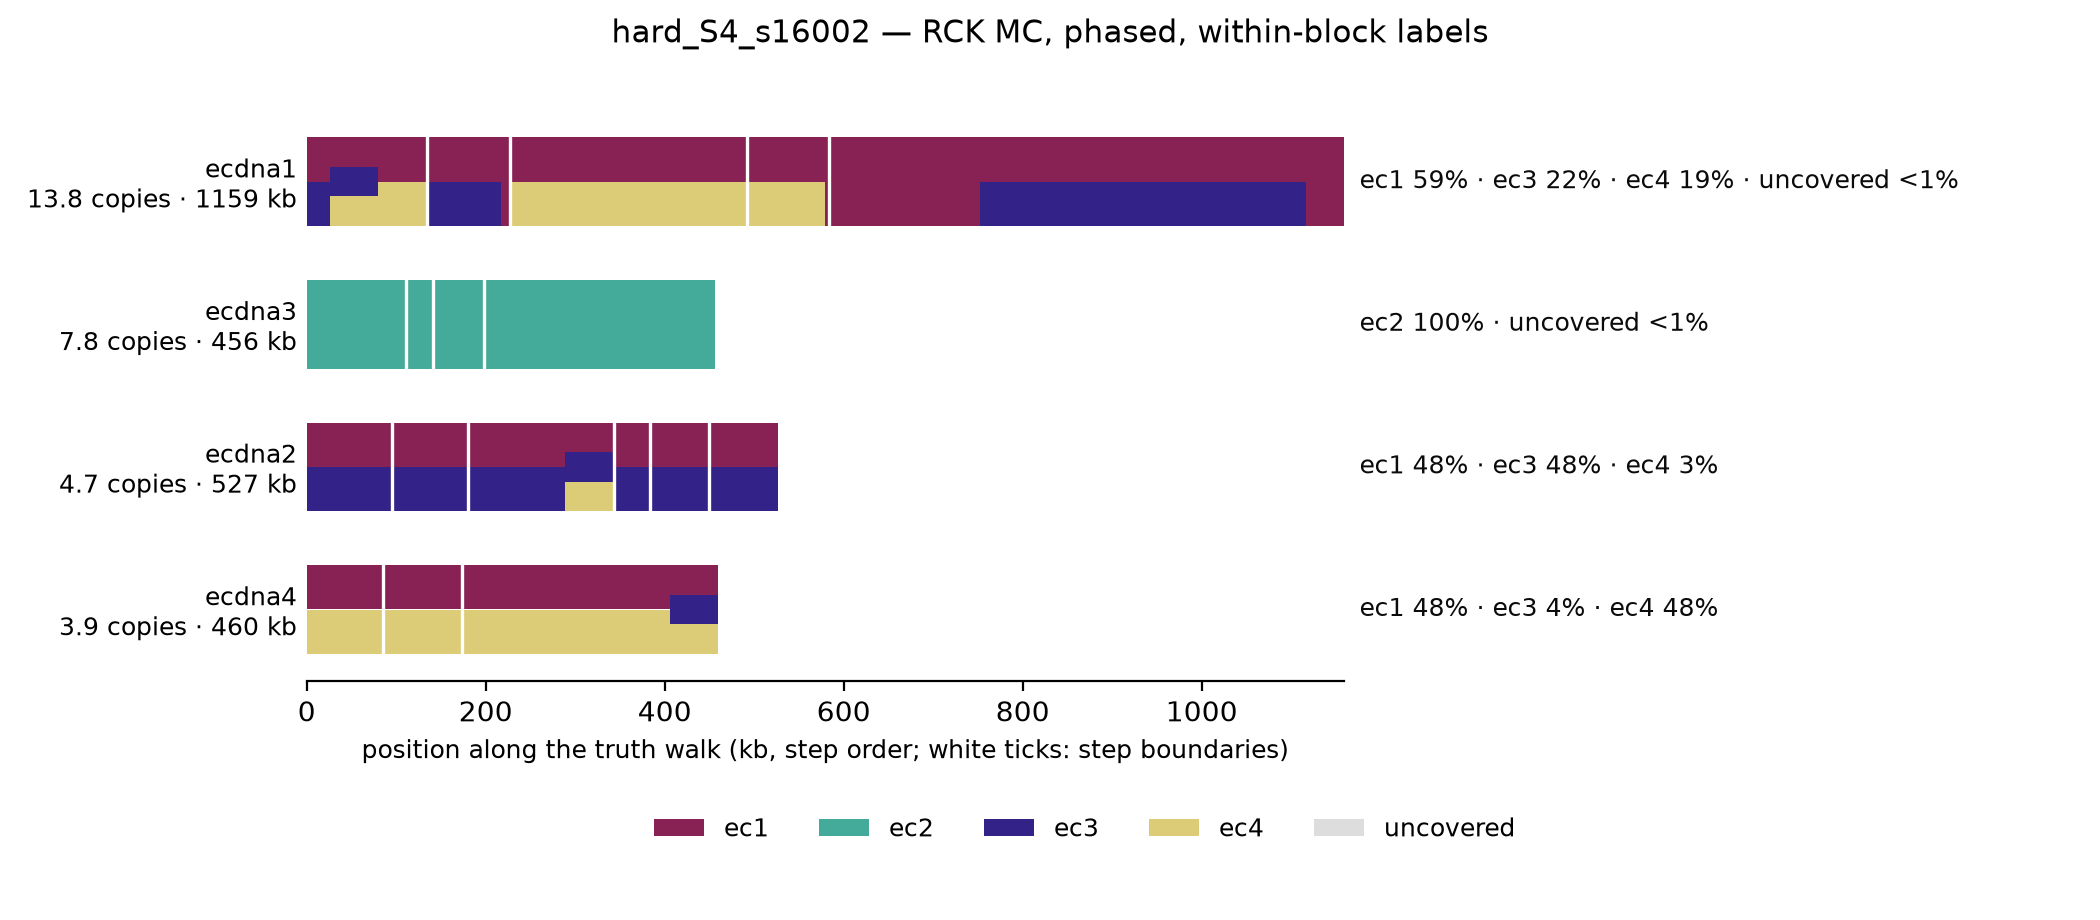 hard_S4_s16002 — RCK MC, phased, within-block labels
ecdna1
13.8 copies · 1159 kb
ec1 59% · ec3 22% · ec4 19% · uncovered <1%
ecdna3
7.8 copies · 456 kb
ec2 100% · uncovered <1%
ecdna2
4.7 copies · 527 kb
ec1 48% · ec3 48% · ec4 3%
ecdna4
3.9 copies · 460 kb
ec1 48% · ec3 4% · ec4 48%
0 200 400 600 800 1000
position along the truth walk (kb, step order; white ticks: step boundaries)
ec1 ec2 ec3 ec4 uncovered